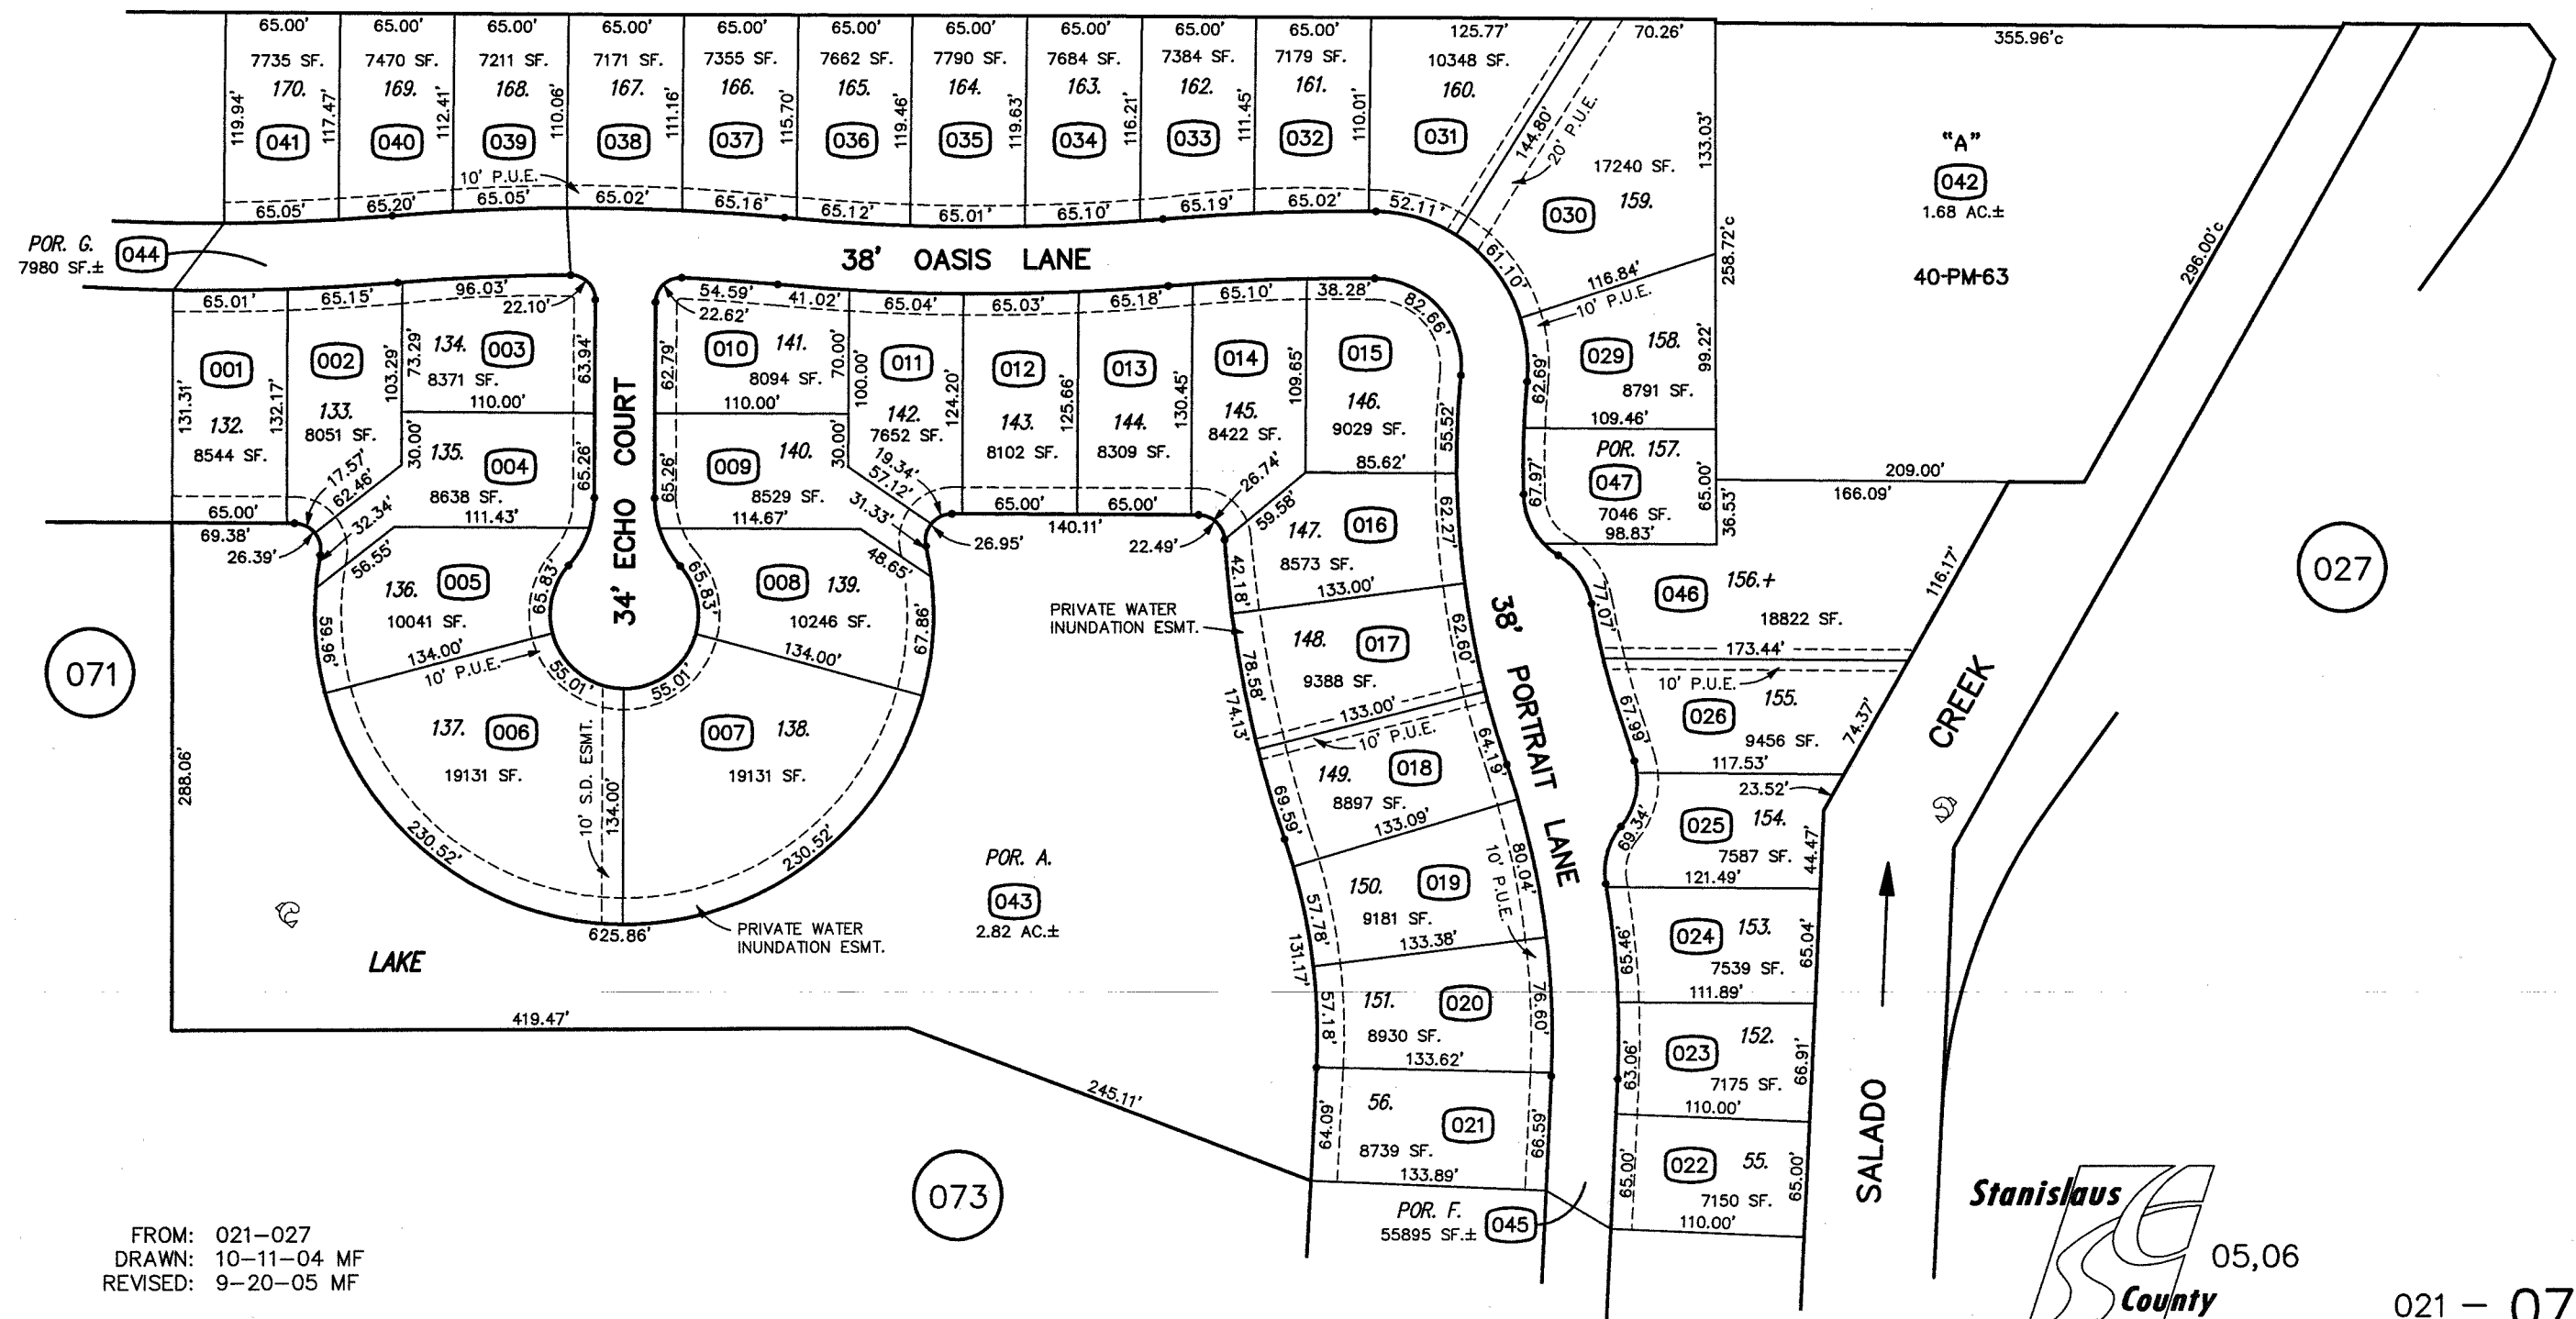 65.00' 65.00' 65.00' 65.00' 65.00' 65.00' 65.00' 65.00' 65.00' 65.00' 125.77' 70.26' 355.96'c
7735 SF. 7470 SF. 7211 SF. 7171 SF. 7355 SF. 7662 SF. 7790 SF. 7684 SF. 7384 SF. 7179 SF. 10348 SF.
170. 169. 168. 167. 166. 165. 164. 163. 162. 161. 160.
119.94' 117.47' 112.41' 110.06' 111.16' 115.70' 119.46' 119.63' 116.21' 111.45' 110.01' 144.80' 20' P.U.E. 133.03'
041 040 039 038 037 036 035 034 033 032 031
17240 SF.
030 159.
"A"
042
1.68 AC.±
40-PM-63
258.72'c
296.00'c
10' P.U.E.
65.05' 65.20' 65.05' 65.02' 65.16' 65.12' 65.01' 65.10' 65.19' 65.02' 52.11'
61.10'
POR. G.
044
7980 SF.±
38' OASIS LANE
116.84'
10' P.U.E.
65.01' 65.15' 96.03' 22.10' 22.62' 54.59' 41.02' 65.04' 65.03' 65.18' 65.10' 38.28' 82.66'
001
131.31' 132.17'
132.
8544 SF.
65.00'
69.38'
26.39'
17.57'
62.46'
32.34'
002
133.
8051 SF.
103.29'
73.29'
134. 003
8371 SF.
110.00'
63.94'
30.00'
135. 004
8638 SF.
111.43'
65.26'
56.55'
34' ECHO COURT
62.79'
010 141.
8094 SF.
110.00'
70.00'
100.00'
65.26'
009 140.
8529 SF.
114.67'
30.00'
19.34'
57.12'
31.33'
26.95'
48.65'
011
142.
7652 SF.
124.20'
012
143.
8102 SF.
125.66'
013
144.
8309 SF.
130.45'
014
145.
8422 SF.
109.65'
015
146.
9029 SF.
85.62'
55.52'
65.00' 65.00'
140.11'
26.74'
22.49'
59.58'
029 158.
8791 SF.
99.22'
62.69'
109.46'
POR. 157.
047
7046 SF.
98.83'
67.97'
65.00'
36.53'
209.00'
166.09'
116.17'
027
136. 005
10041 SF.
134.00'
10' P.U.E.
65.83' 65.83'
59.96'
008 139.
10246 SF.
134.00'
67.86'
55.01' 55.01'
137. 006
19131 SF.
10' S.D. ESMT.
134.00'
007 138.
19131 SF.
230.52' 230.52'
625.86'
PRIVATE WATER
INUNDATION ESMT.
071
288.06'
LAKE
419.47'
245.11'
POR. A.
043
2.82 AC.±
PRIVATE WATER
INUNDATION ESMT.
147. 016
8573 SF.
133.00'
42.18'
62.27'
148. 017
9388 SF.
133.00'
10' P.U.E.
78.58'
174.13'
62.60'
149. 018
8897 SF.
133.09'
69.59'
64.19'
150. 019
9181 SF.
133.38'
57.78'
131.17'
80.04'
10' P.U.E.
151. 020
8930 SF.
133.62'
57.18'
76.60'
56. 021
8739 SF.
133.89'
64.09'
66.59'
POR. F.
045
55895 SF.±
38' PORTRAIT LANE
046 156.+
18822 SF.
77.07'
173.44'
10' P.U.E.
155.
026
9456 SF.
67.99'
74.37'
117.53'
23.52'
025 154.
7587 SF.
69.34'
44.47'
121.49'
024 153.
7539 SF.
65.46'
65.04'
111.89'
023 152.
7175 SF.
63.06'
66.91'
110.00'
022 55.
7150 SF.
65.00'
65.00'
110.00'
SALADO CREEK
073
FROM: 021-027
DRAWN: 10-11-04 MF
REVISED: 9-20-05 MF
Stanislaus
County
05,06
021 - 07